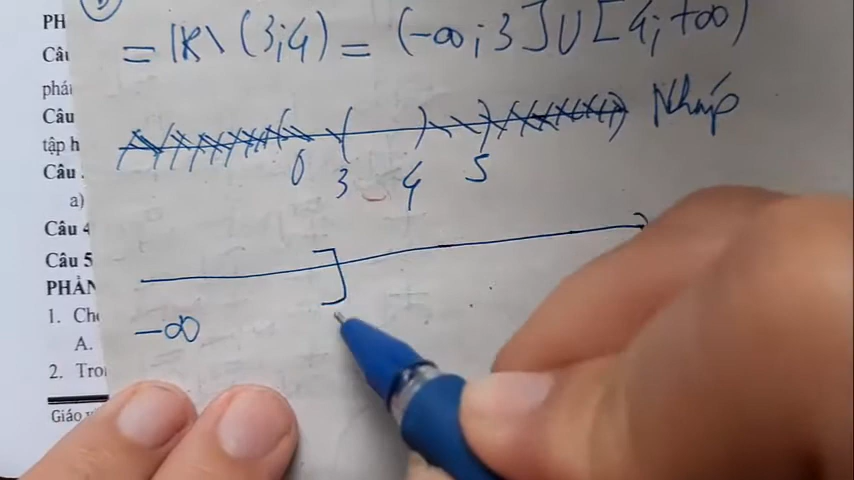 PH
= ℝ\ (3;4) = (-∞;3] ∪ [4;+∞)
Câu
phái
Câu
Nháp
tập h
0 3 4 5
Câu
a)
Câu 4
Câu 5
PHẦN
1. Ch
-∞
A.
2. Tro
Giáo v